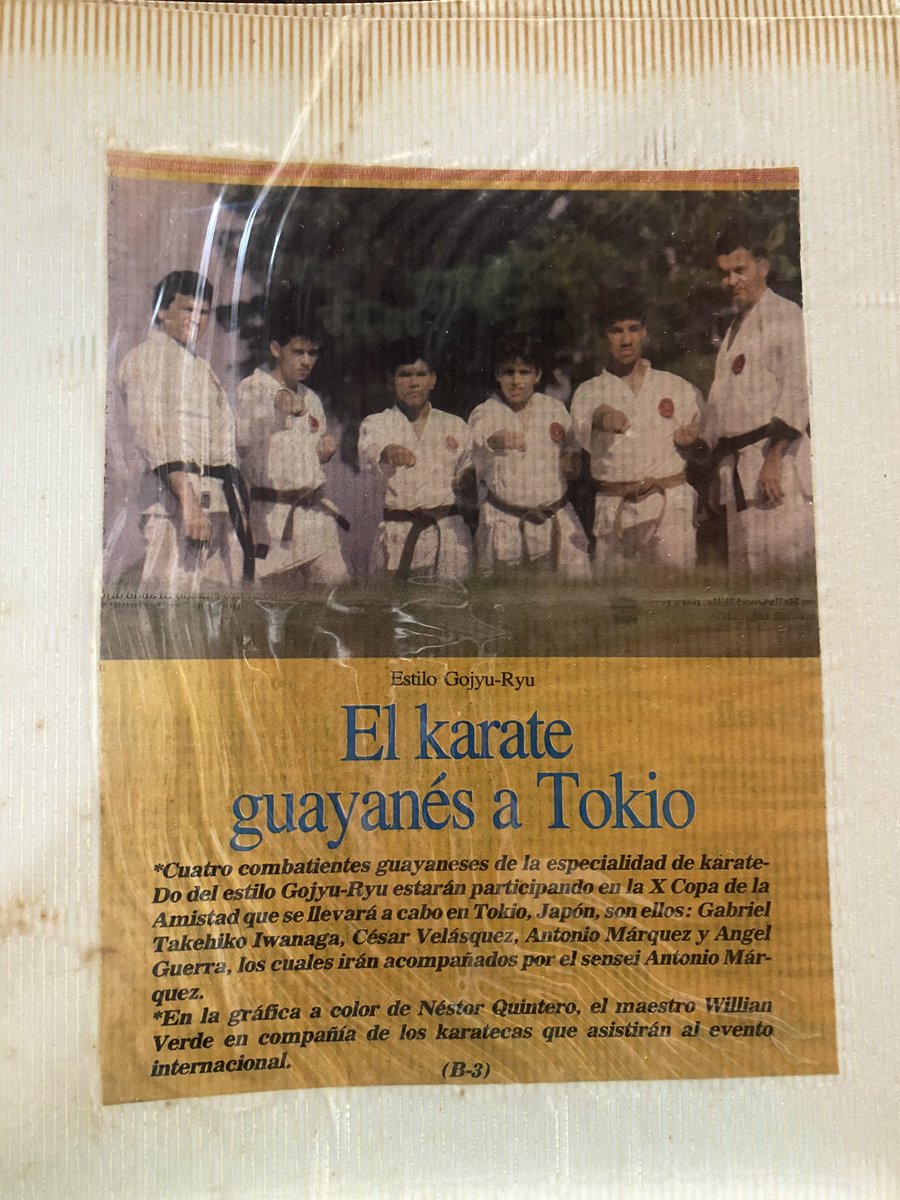 Estilo Gojyu-Ryu
El karate
guayanés a Tokio
*Cuatro combatientes guayaneses de la especialidad de karate-
Do del estilo Gojyu-Ryu estarán participando en la X Copa de la
Amistad que se llevará a cabo en Tokio, Japón, son ellos: Gabriel
Takehiko Iwanaga, César Velásquez, Antonio Márquez y Angel
Guerra, los cuales irán acompañados por el sensei Antonio Már-
quez.
*En la gráfica a color de Néstor Quintero, el maestro Willian
Verde en compañía de los karatecas que asistirán al evento
internacional.
(B-3)